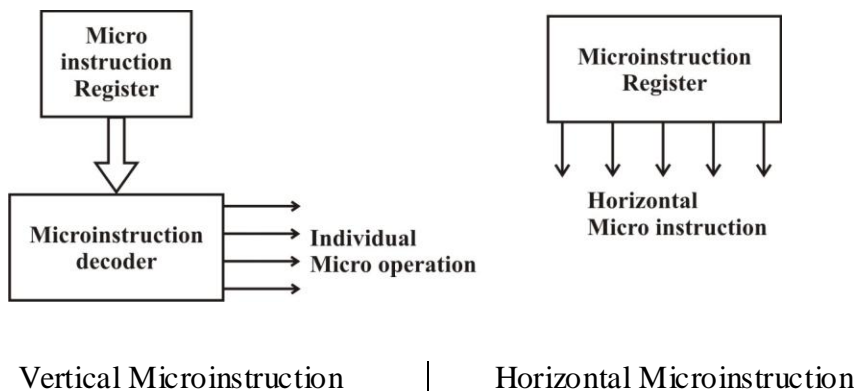 Micro
instruction
Register
Microinstruction
decoder
Individual
Micro operation
Microinstruction
Register
Horizontal
Micro instruction
Vertical Microinstruction
Horizontal Microinstruction